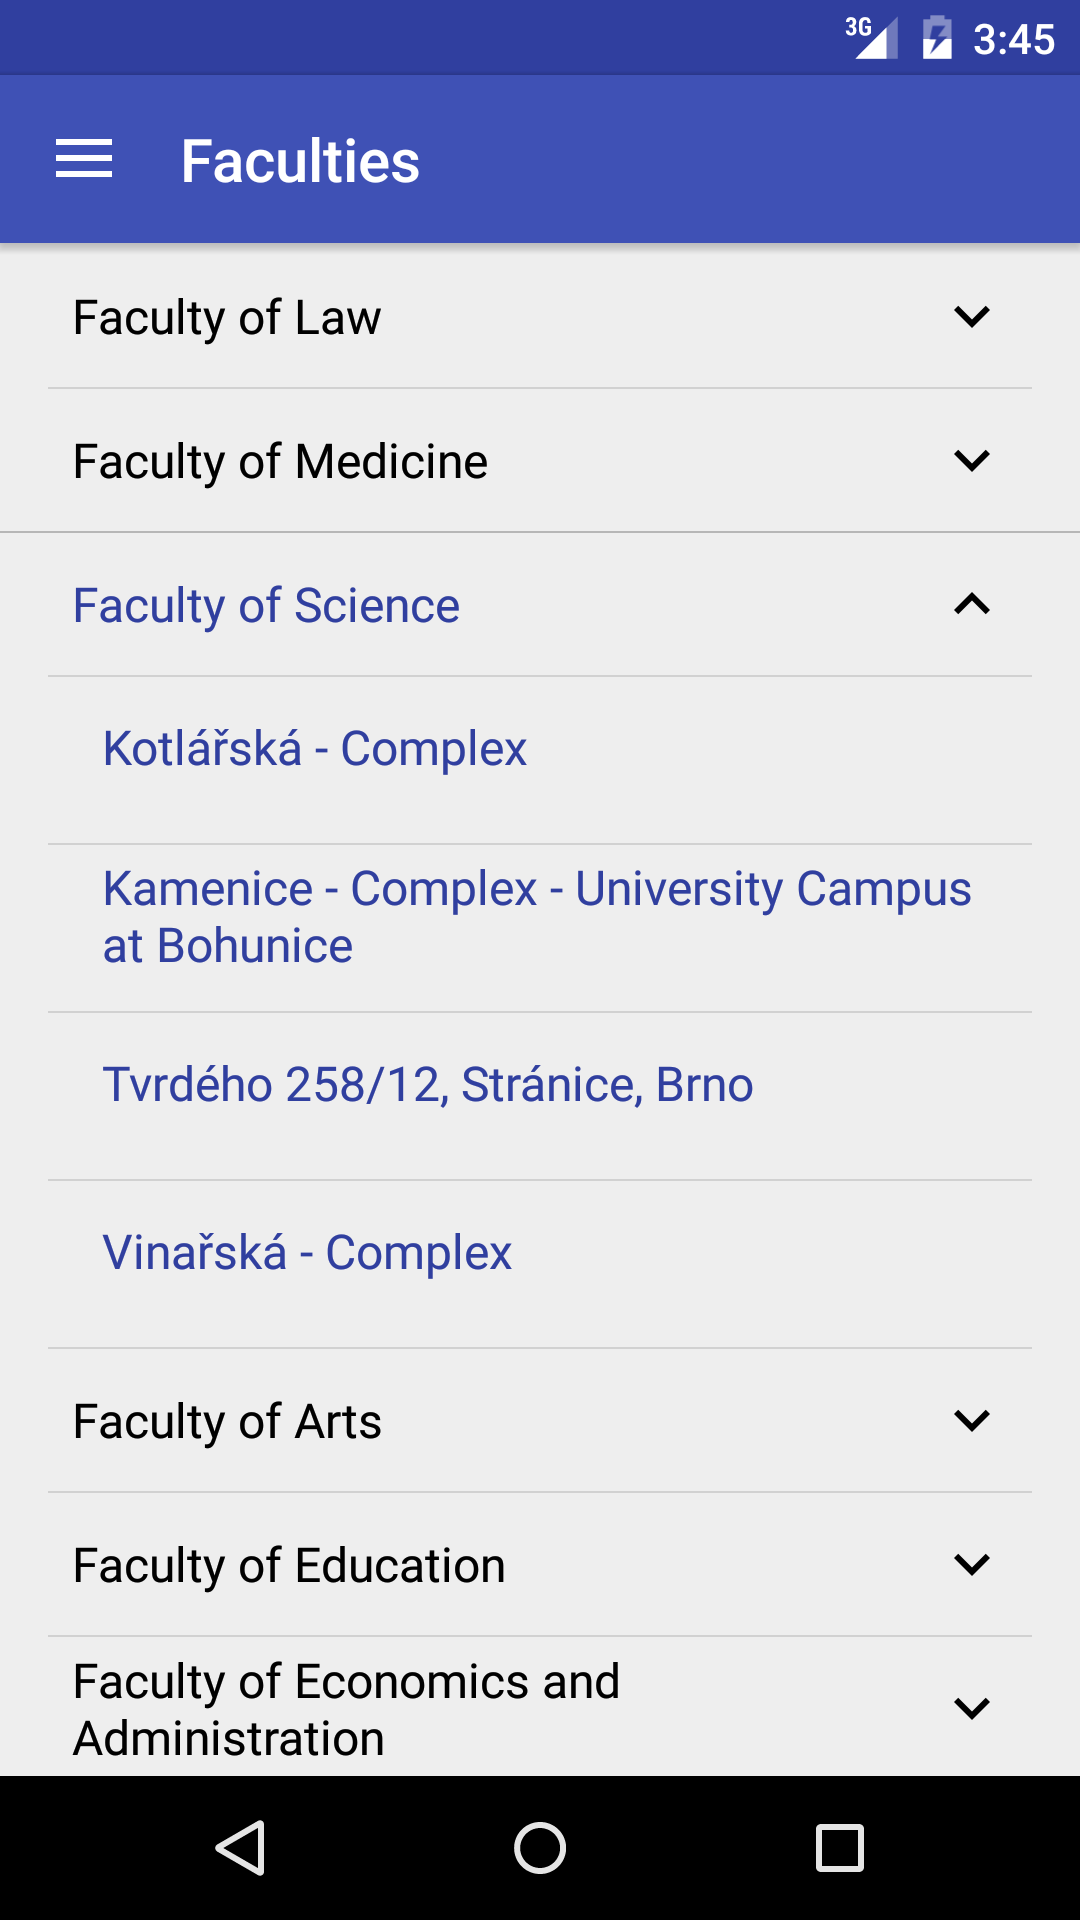 3G 3:45
Faculties
Faculty of Law
Faculty of Medicine
Faculty of Science
Kotlářská - Complex
Kamenice - Complex - University Campus
at Bohunice
Tvrdého 258/12, Stránice, Brno
Vinařská - Complex
Faculty of Arts
Faculty of Education
Faculty of Economics and
Administration